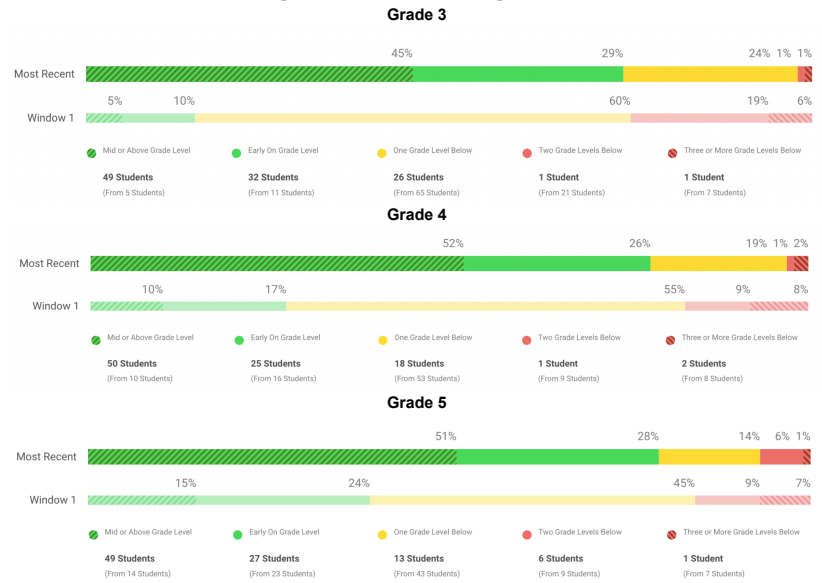 Grade 3
45% 29% 24% 1% 1%
Most Recent
5% 10% 60% 19% 6%
Window 1
Mid or Above Grade Level Early On Grade Level One Grade Level Below Two Grade Levels Below Three or More Grade Levels Below
49 Students 32 Students 26 Students 1 Student 1 Student
(From 5 Students) (From 11 Students) (From 65 Students) (From 21 Students) (From 7 Students)
Grade 4
52% 26% 19% 1% 2%
Most Recent
10% 17% 55% 9% 8%
Window 1
Mid or Above Grade Level Early On Grade Level One Grade Level Below Two Grade Levels Below Three or More Grade Levels Below
50 Students 25 Students 18 Students 1 Student 2 Students
(From 10 Students) (From 16 Students) (From 53 Students) (From 9 Students) (From 8 Students)
Grade 5
51% 28% 14% 6% 1%
Most Recent
15% 24% 45% 9% 7%
Window 1
Mid or Above Grade Level Early On Grade Level One Grade Level Below Two Grade Levels Below Three or More Grade Levels Below
49 Students 27 Students 13 Students 6 Students 1 Student
(From 14 Students) (From 23 Students) (From 43 Students) (From 9 Students) (From 7 Students)